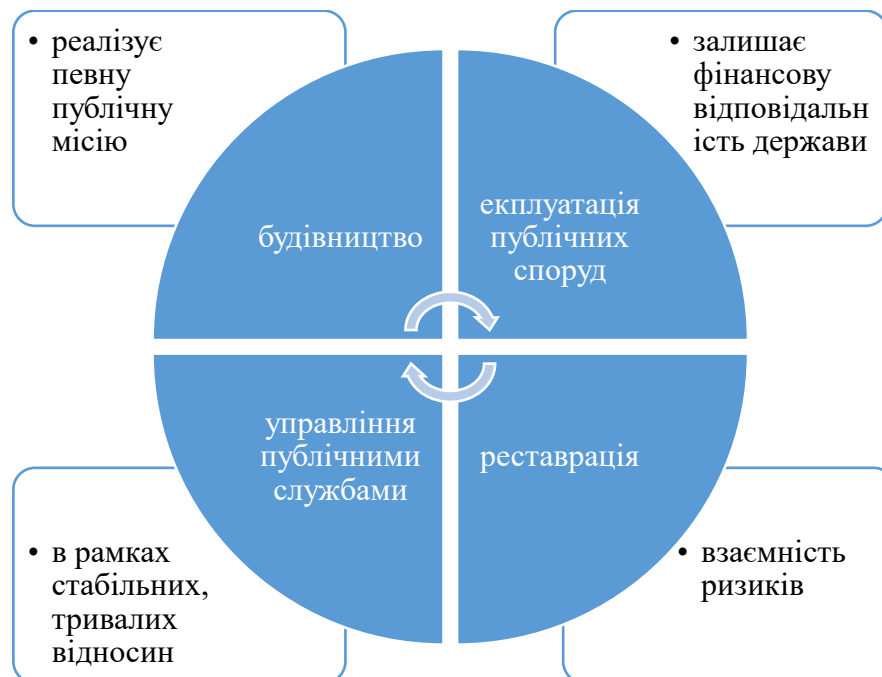 • реалізує
певну
публічну
місію
• залишає
фінансову
відповідальн
ість держави
будівництво
екплуатація
публічних
споруд
управління
публічними
службами
реставрація
• в рамках
стабільних,
тривалих
відносин
• взаємність
ризиків